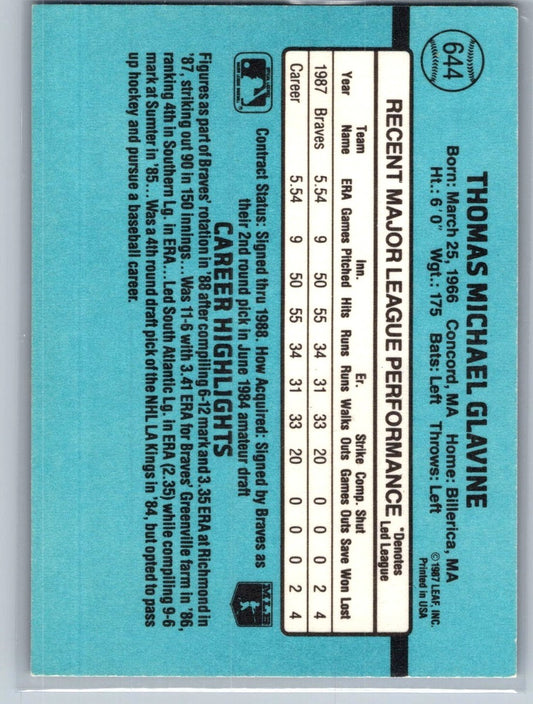 644
THOMAS MICHAEL GLAVINE
Born: March 25, 1966 Concord, MA Home: Billerica, MA
Ht.: 6' 0" Wgt.: 175 Bats: Left Throws: Left
©1987 LEAF, INC.
Printed in USA
RECENT MAJOR LEAGUE PERFORMANCE *Denotes Led League
Team Inn. Er. Strike Comp. Shut
Year Name ERA Games Pitched Hits Runs Runs Walks Outs Games Outs Save Won Lost
1987 Braves 5.54 9 50 55 34 31 33 20 0 0 0 2 4
Career 5.54 9 50 55 34 31 33 20 0 0 0 2 4
Contract Status: Signed thru 1988. How Acquired: Signed by Braves as
their 2nd round pick in June 1984 amateur draft
MLB
CAREER HIGHLIGHTS
Figures as part of Braves' rotation in '88 after compiling 6-12 mark and 3.35 ERA at Richmond in
'87, striking out 90 in 150 innings...Was 11-6 with 3.41 ERA for Braves' Greenville farm in '86,
ranking 4th in Southern Lg. in ERA....Led South Atlantic Lg. in ERA (2.35) while compiling 9-6
mark at Sumter in '85...Was a 4th round draft pick of the NHL LA Kings in '84, but opted to pass
up hockey and pursue a baseball career.